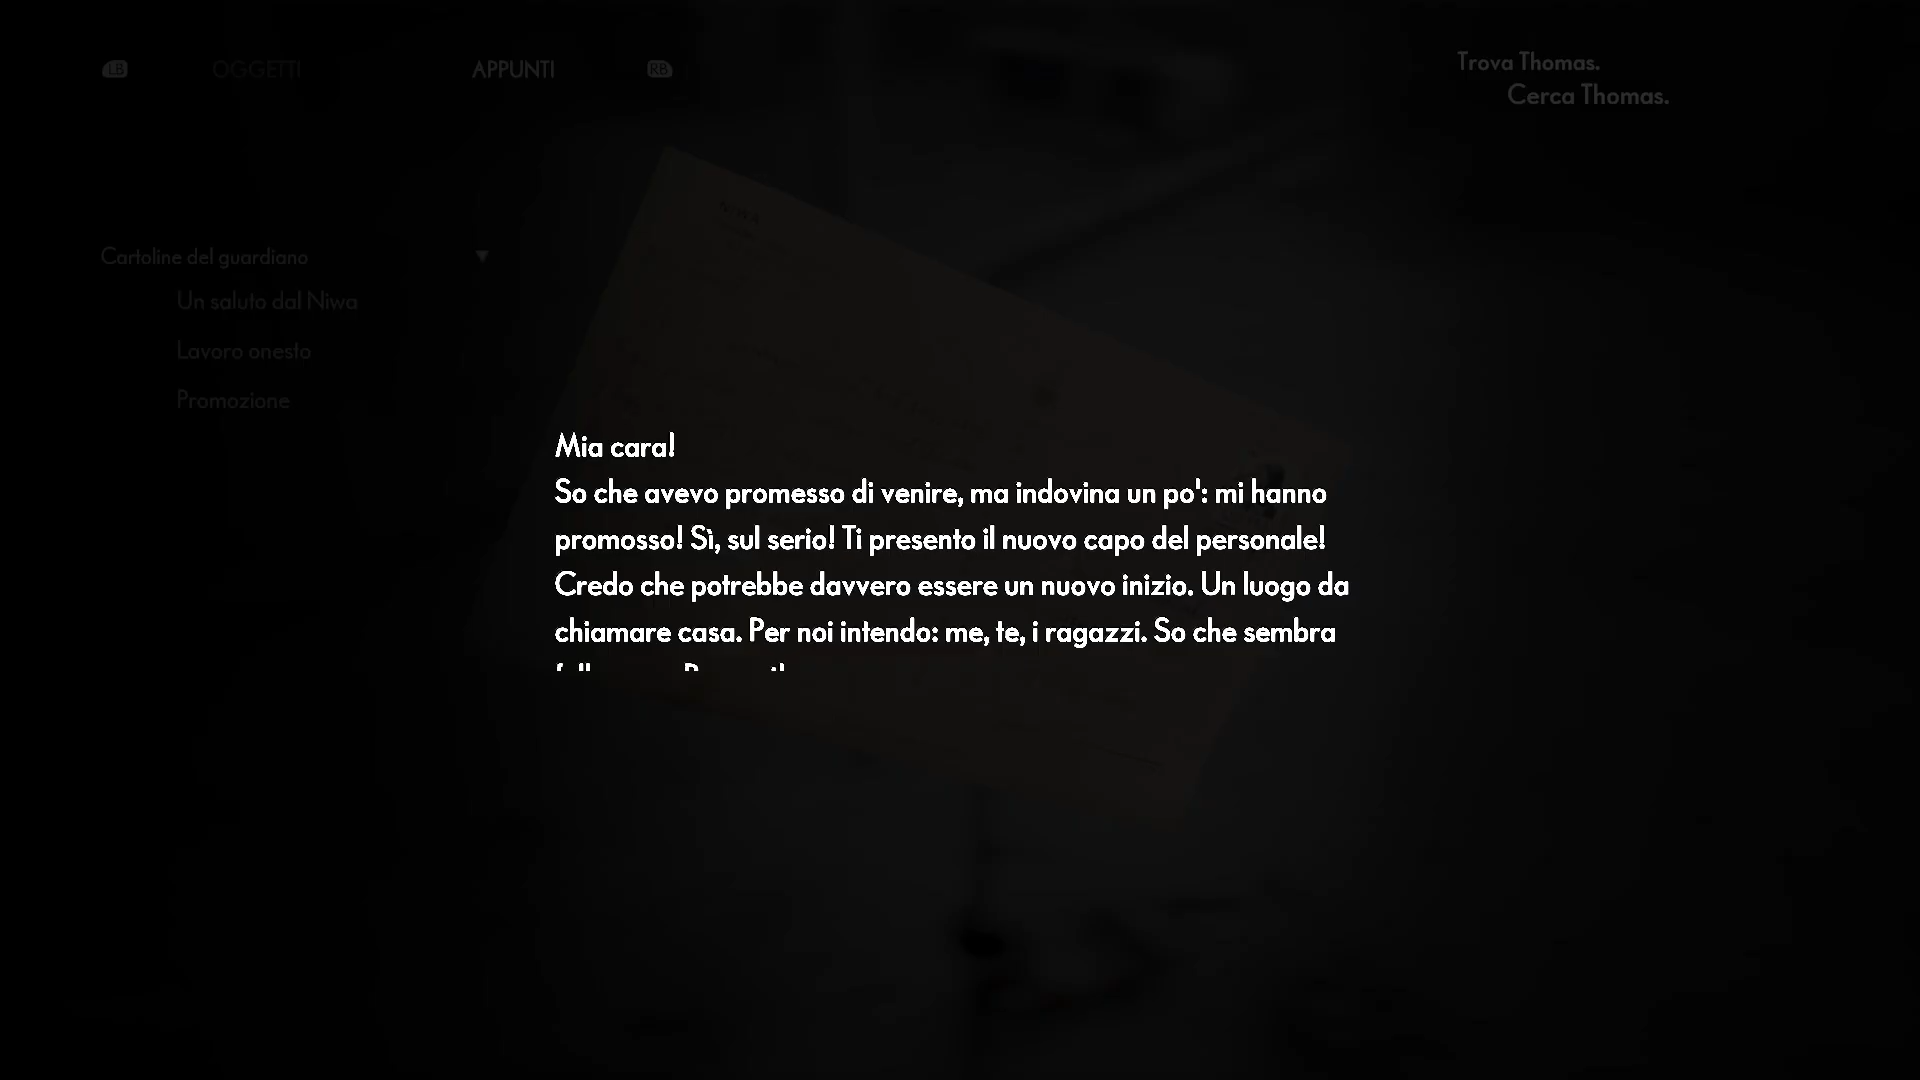 LB OGGETTI APPUNTI RB
Trova Thomas.
Cerca Thomas.
Cartoline del guardiano
Un saluto dal Niwa
Lavoro onesto
Promozione
NIWA
Mia cara!
So che avevo promesso di venire, ma indovina un po': mi hanno
promosso! Sì, sul serio! Ti presento il nuovo capo del personale!
Credo che potrebbe davvero essere un nuovo inizio. Un luogo da
chiamare casa. Per noi intendo: me, te, i ragazzi. So che sembra